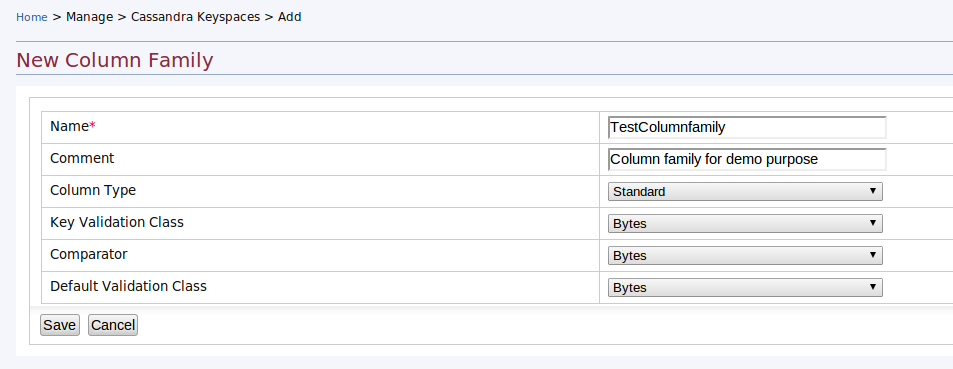 Home > Manage > Cassandra Keyspaces > Add
New Column Family
Name* TestColumnfamily
Comment Column family for demo purpose
Column Type Standard
Key Validation Class Bytes
Comparator Bytes
Default Validation Class Bytes
Save Cancel